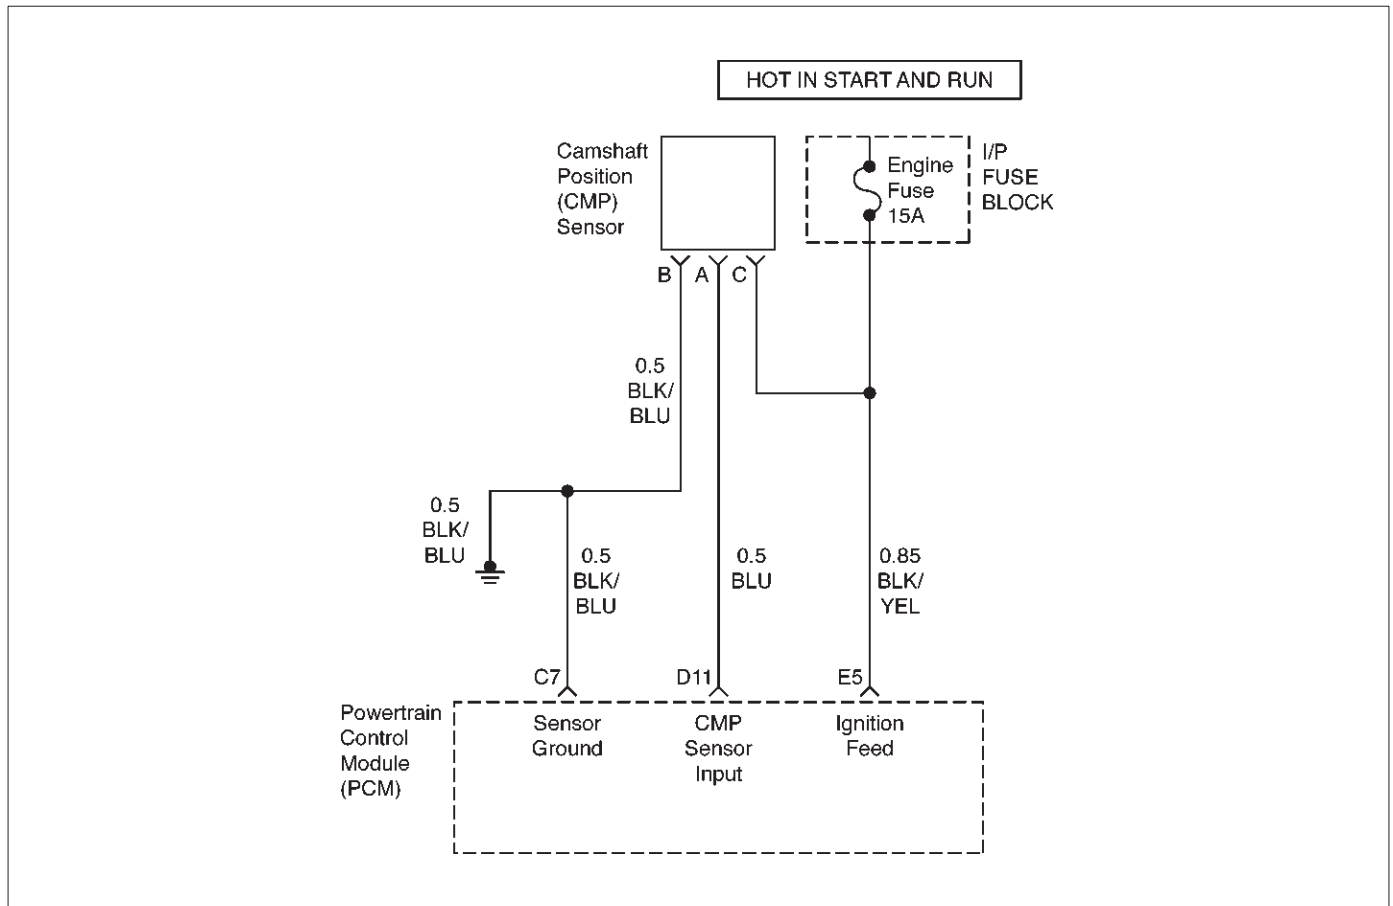 HOT IN START AND RUN
Camshaft
Position
(CMP)
Sensor
Engine
Fuse
15A
I/P
FUSE
BLOCK
B
A
C
0.5
BLK/
BLU
0.5
BLK/
BLU
0.5
BLK/
BLU
0.5
BLU
0.85
BLK/
YEL
C7
D11
E5
Powertrain
Control
Module
(PCM)
Sensor
Ground
CMP
Sensor
Input
Ignition
Feed